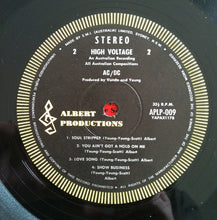 STEREO
2 HIGH VOLTAGE 2
An Australian Recording
All Australian Compositions
AC/DC
Produced by Vanda and Young
33⅓ R.P.M.
APLP-009
YAPAX1178
ALBERT
PRODUCTIONS
1. SOUL STRIPPER (Young-Young-Scott) Albert
2. YOU AIN'T GOT A HOLD ON ME
(Young-Young-Scott) Albert
3. LOVE SONG (Young-Young-Scott) Albert
4. SHOW BUSINESS
(Young-Young-Scott) Albert